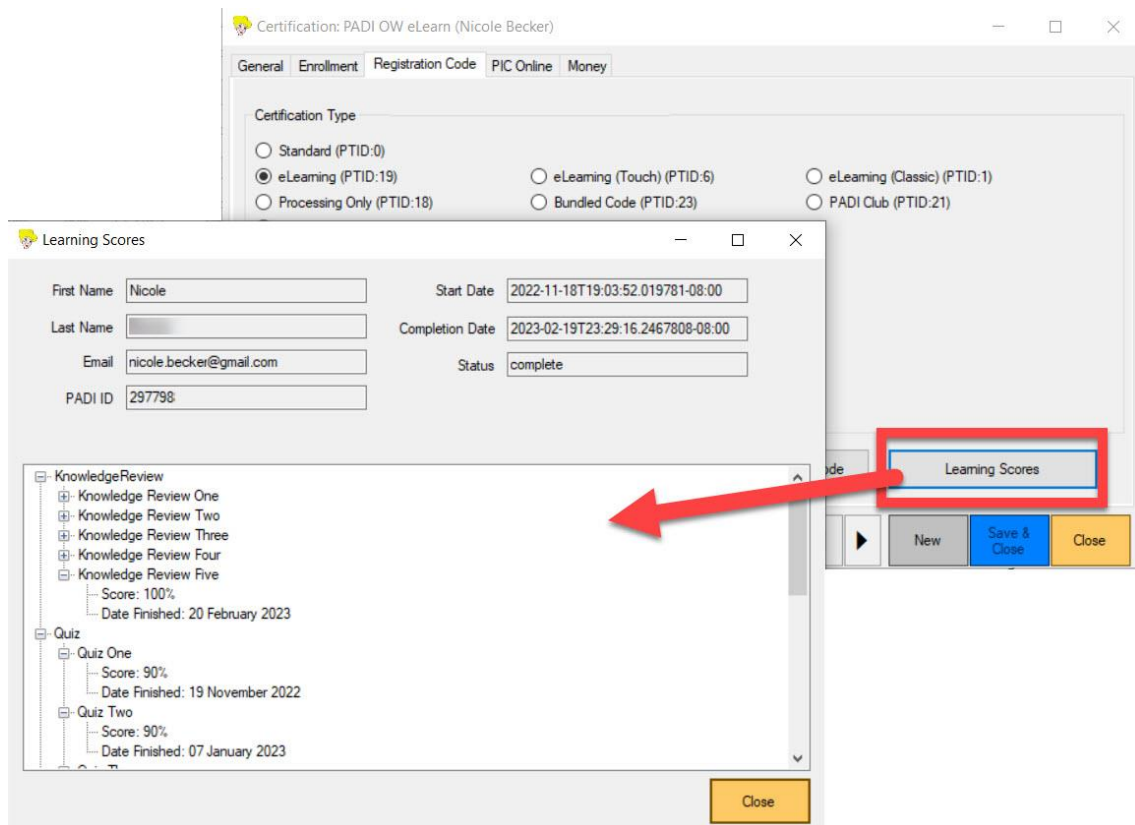 Certification: PADI OW eLearn (Nicole Becker)
General Enrollment Registration Code PIC Online Money
Certification Type
Standard (PTID:0)
eLearning (PTID:19) eLearning (Touch) (PTID:6) eLearning (Classic) (PTID:1)
Processing Only (PTID:18) Bundled Code (PTID:23) PADI Club (PTID:21)
Learning Scores
First Name Nicole Start Date 2022-11-18T19:03:52.019781-08:00
Last Name Completion Date 2023-02-19T23:29:16.2467808-08:00
Email nicole.becker@gmail.com Status complete
PADI ID 297798
Learning Scores
KnowledgeReview
Knowledge Review One
Knowledge Review Two
Knowledge Review Three
Knowledge Review Four
Knowledge Review Five
Score: 100%
Date Finished: 20 February 2023
New Save & Close Close
Quiz
Quiz One
Score: 90%
Date Finished: 19 November 2022
Quiz Two
Score: 90%
Date Finished: 07 January 2023
Close